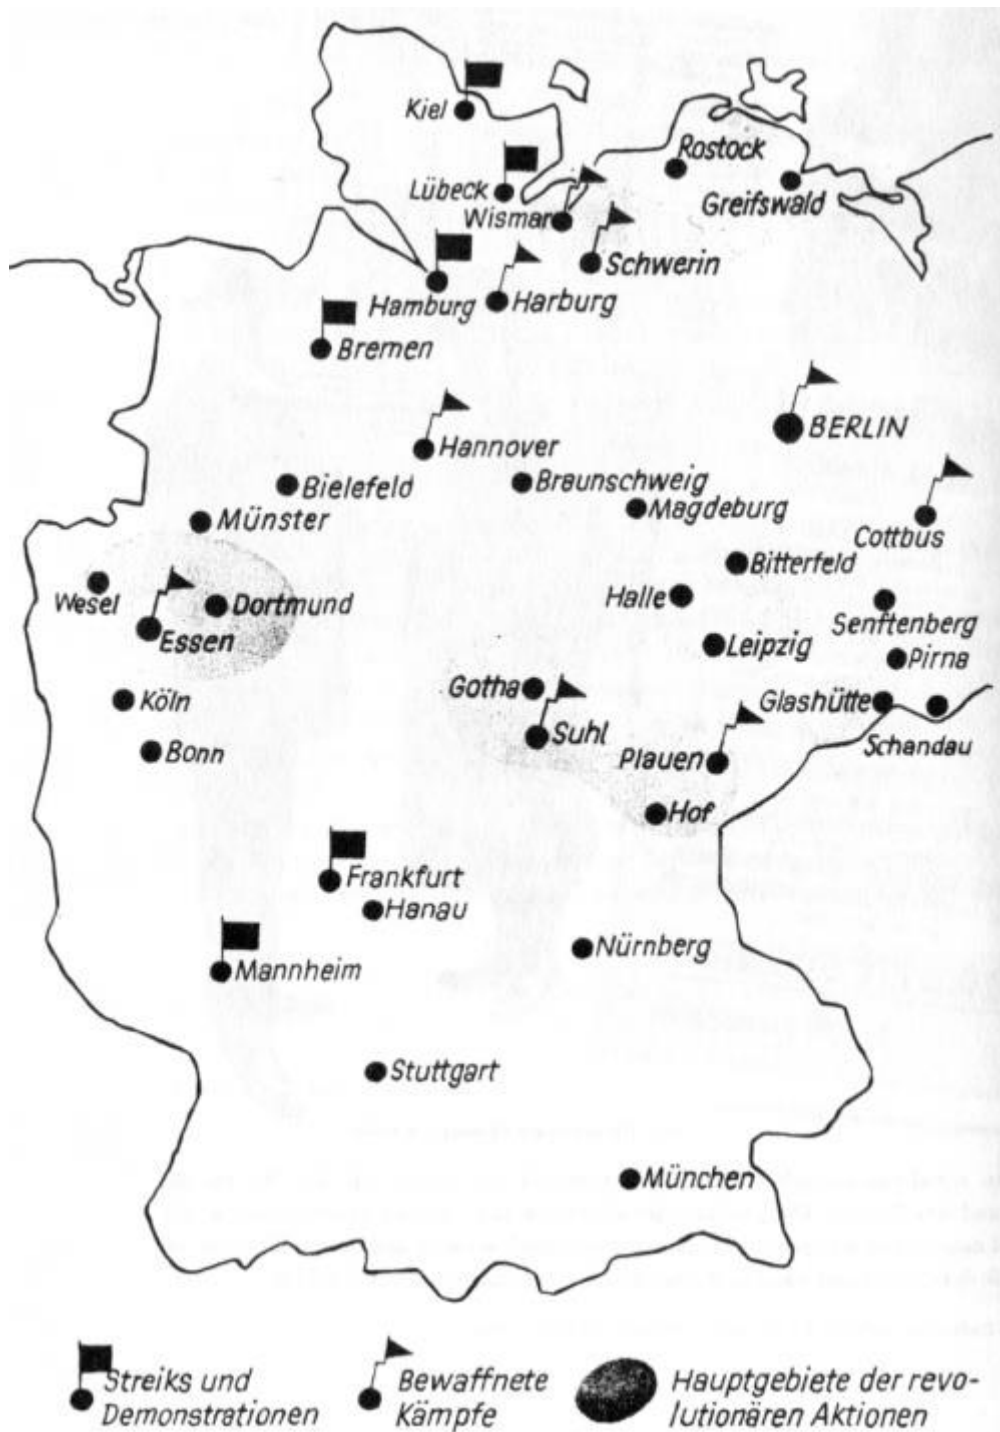 Kiel
Lübeck
Rostock
Wismar
Greifswald
Schwerin
Hamburg
Harburg
Bremen
BERLIN
Hannover
Bielefeld
Braunschweig
Münster
Magdeburg
Cottbus
Bitterfeld
Wesel
Dortmund
Halle
Senftenberg
Essen
Leipzig
Pirna
Köln
Gotha
Glashütte
Suhl
Schandau
Bonn
Plauen
Hof
Frankfurt
Hanau
Nürnberg
Mannheim
Stuttgart
München
Streiks und
Demonstrationen
Bewaffnete
Kämpfe
Hauptgebiete der revo-
lutionären Aktionen